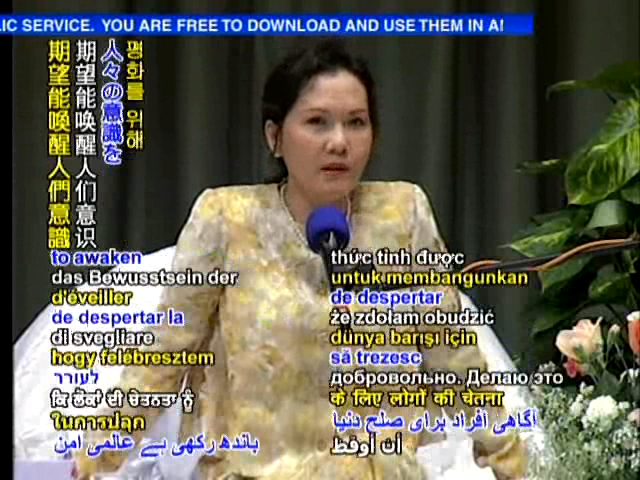 LIC SERVICE. YOU ARE FREE TO DOWNLOAD AND USE THEM IN A
期望能唤醒人們意識
期望能唤醒人们意识
人々の意識を
평화를 위해
to awaken
das Bewusstsein der
d'éveiller
de despertar la
di svegliare
hogy felébresztem
לעורר
ਕਿ ਲੋਕਾਂ ਦੀ ਚੇਤਨਤਾ ਨੂੰ
ในการปลุก
باندھ رکھی ہے عالمی امن
thức tỉnh được
untuk membangunkan
de despertar
że zdołam obudzić
dünya barışı için
să trezesc
добровольно. Делаю это
के लिए लोगों की चेतना
آگاهی افراد برای صلح دنیا
أن أوقظ